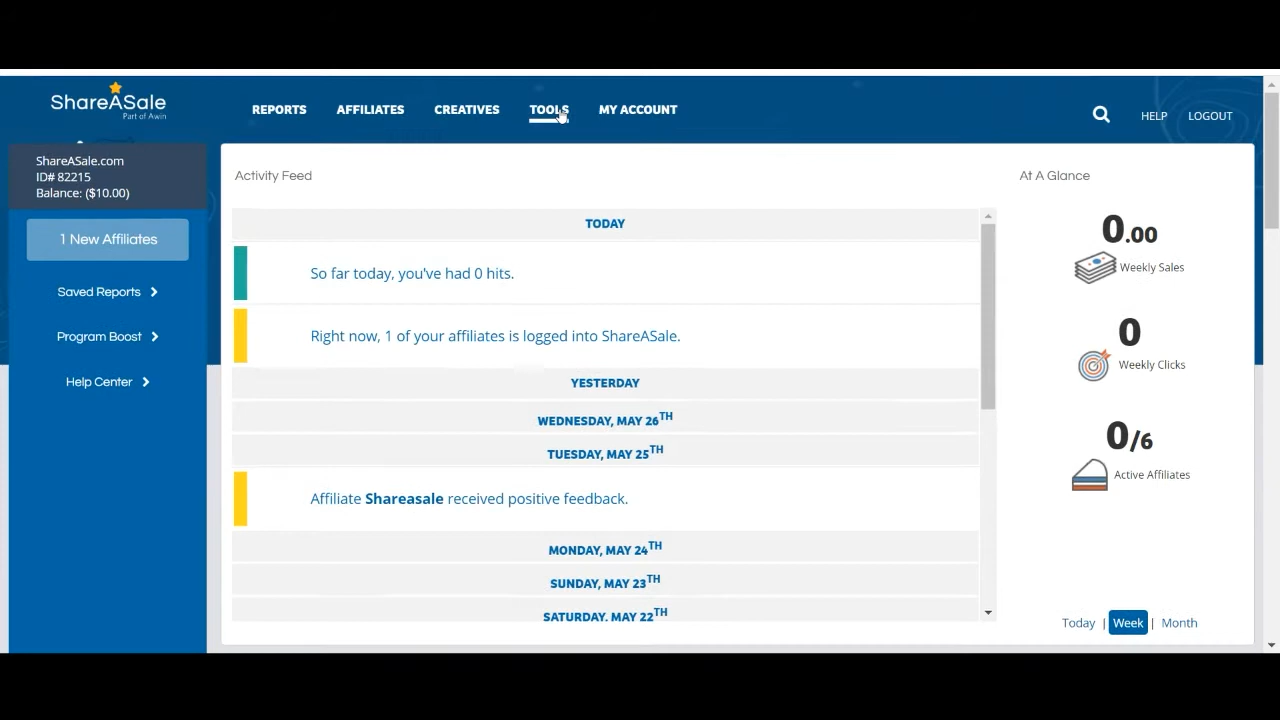 ShareASale
Part of Awin
REPORTS AFFILIATES CREATIVES TOOLS MY ACCOUNT
HELP LOGOUT
ShareASale.com
ID# 82215
Balance: ($10.00)
1 New Affiliates
Saved Reports
Program Boost
Help Center
Activity Feed
TODAY
So far today, you've had 0 hits.
Right now, 1 of your affiliates is logged into ShareASale.
YESTERDAY
WEDNESDAY, MAY 26TH
TUESDAY, MAY 25TH
Affiliate Shareasale received positive feedback.
MONDAY, MAY 24TH
SUNDAY, MAY 23TH
SATURDAY, MAY 22TH
At A Glance
0.00
Weekly Sales
0
Weekly Clicks
0/6
Active Affiliates
Today | Week | Month